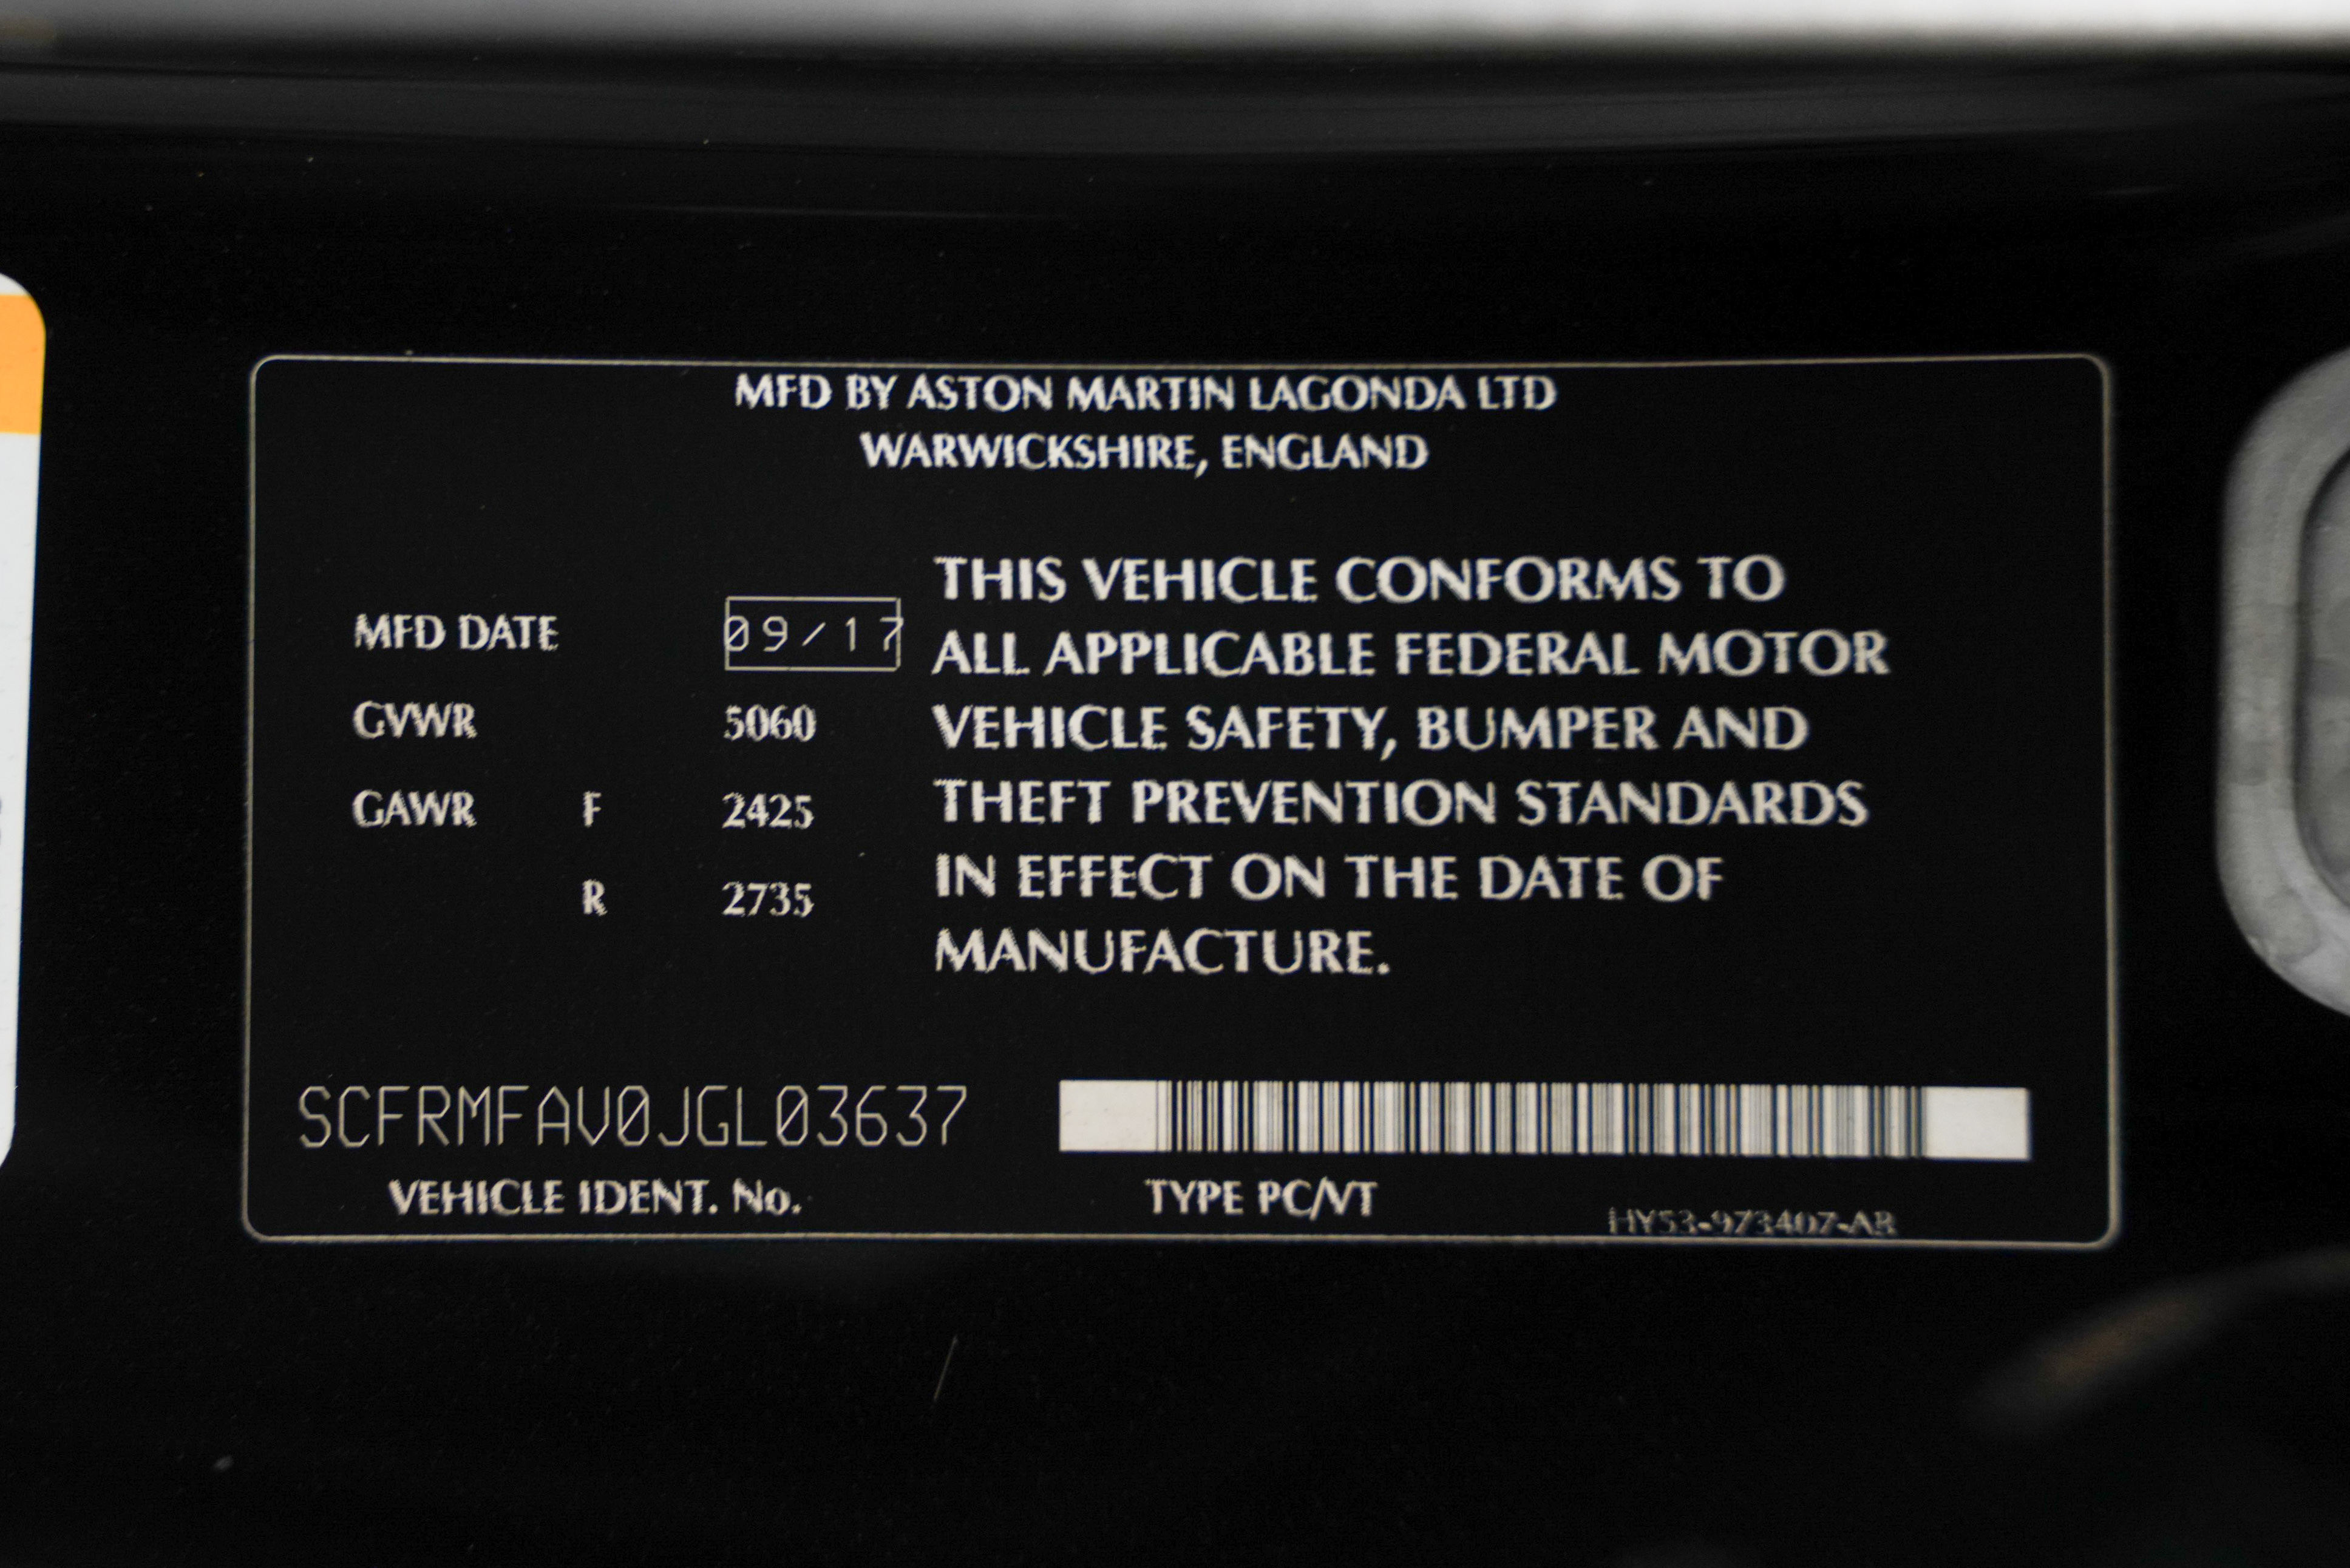 MFD BY ASTON MARTIN LAGONDA LTD
WARWICKSHIRE, ENGLAND
MFD DATE 09/17
GVWR 5060
GAWR F 2425
R 2735
THIS VEHICLE CONFORMS TO
ALL APPLICABLE FEDERAL MOTOR
VEHICLE SAFETY, BUMPER AND
THEFT PREVENTION STANDARDS
IN EFFECT ON THE DATE OF
MANUFACTURE.
SCFRMFAV0JGL03637
VEHICLE IDENT. No.
TYPE PC/VT
HY53-973407-AB